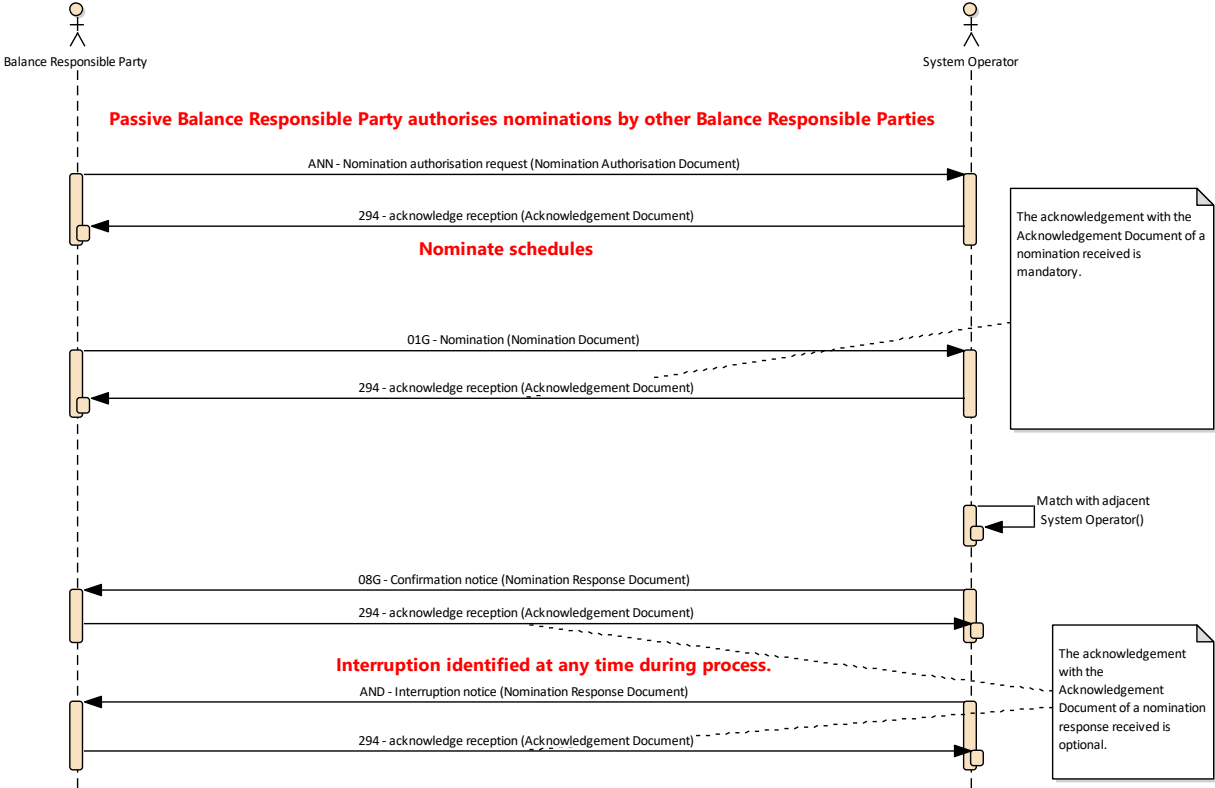 Balance Responsible Party
System Operator
Passive Balance Responsible Party authorises nominations by other Balance Responsible Parties
ANN - Nomination authorisation request (Nomination Authorisation Document)
294 - acknowledge reception (Acknowledgement Document)
The acknowledgement with the
Acknowledgement Document of a
nomination received is
mandatory.
Nominate schedules
01G - Nomination (Nomination Document)
294 - acknowledge reception (Acknowledgement Document)
Match with adjacent
System Operator()
08G - Confirmation notice (Nomination Response Document)
294 - acknowledge reception (Acknowledgement Document)
Interruption identified at any time during process.
AND - Interruption notice (Nomination Response Document)
294 - acknowledge reception (Acknowledgement Document)
The acknowledgement
with the
Acknowledgement
Document of a nomination
response received is
optional.